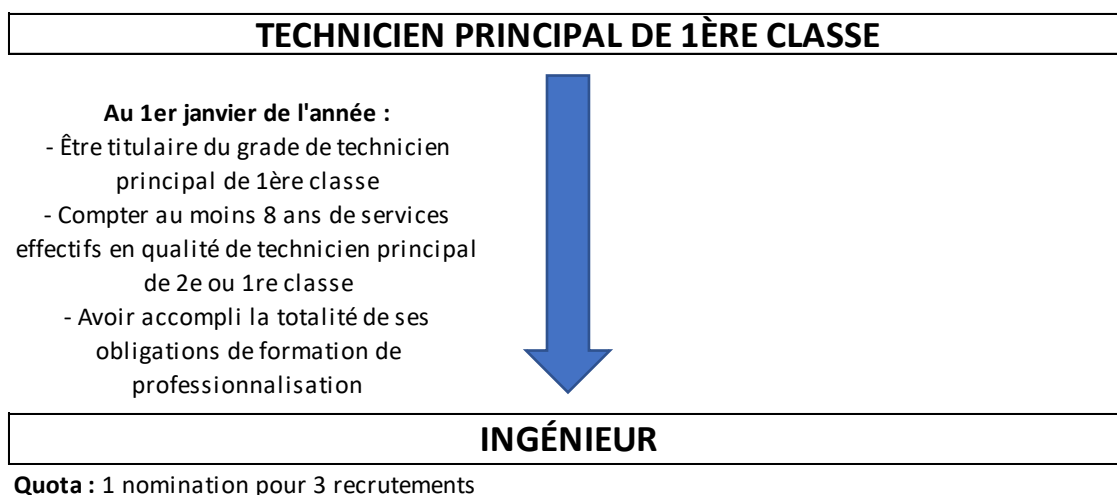 TECHNICIEN PRINCIPAL DE 1ÈRE CLASSE
Au 1er janvier de l'année :
- Être titulaire du grade de technicien
principal de 1ère classe
- Compter au moins 8 ans de services
effectifs en qualité de technicien principal
de 2e ou 1re classe
- Avoir accompli la totalité de ses
obligations de formation de
professionnalisation
INGÉNIEUR
Quota : 1 nomination pour 3 recrutements